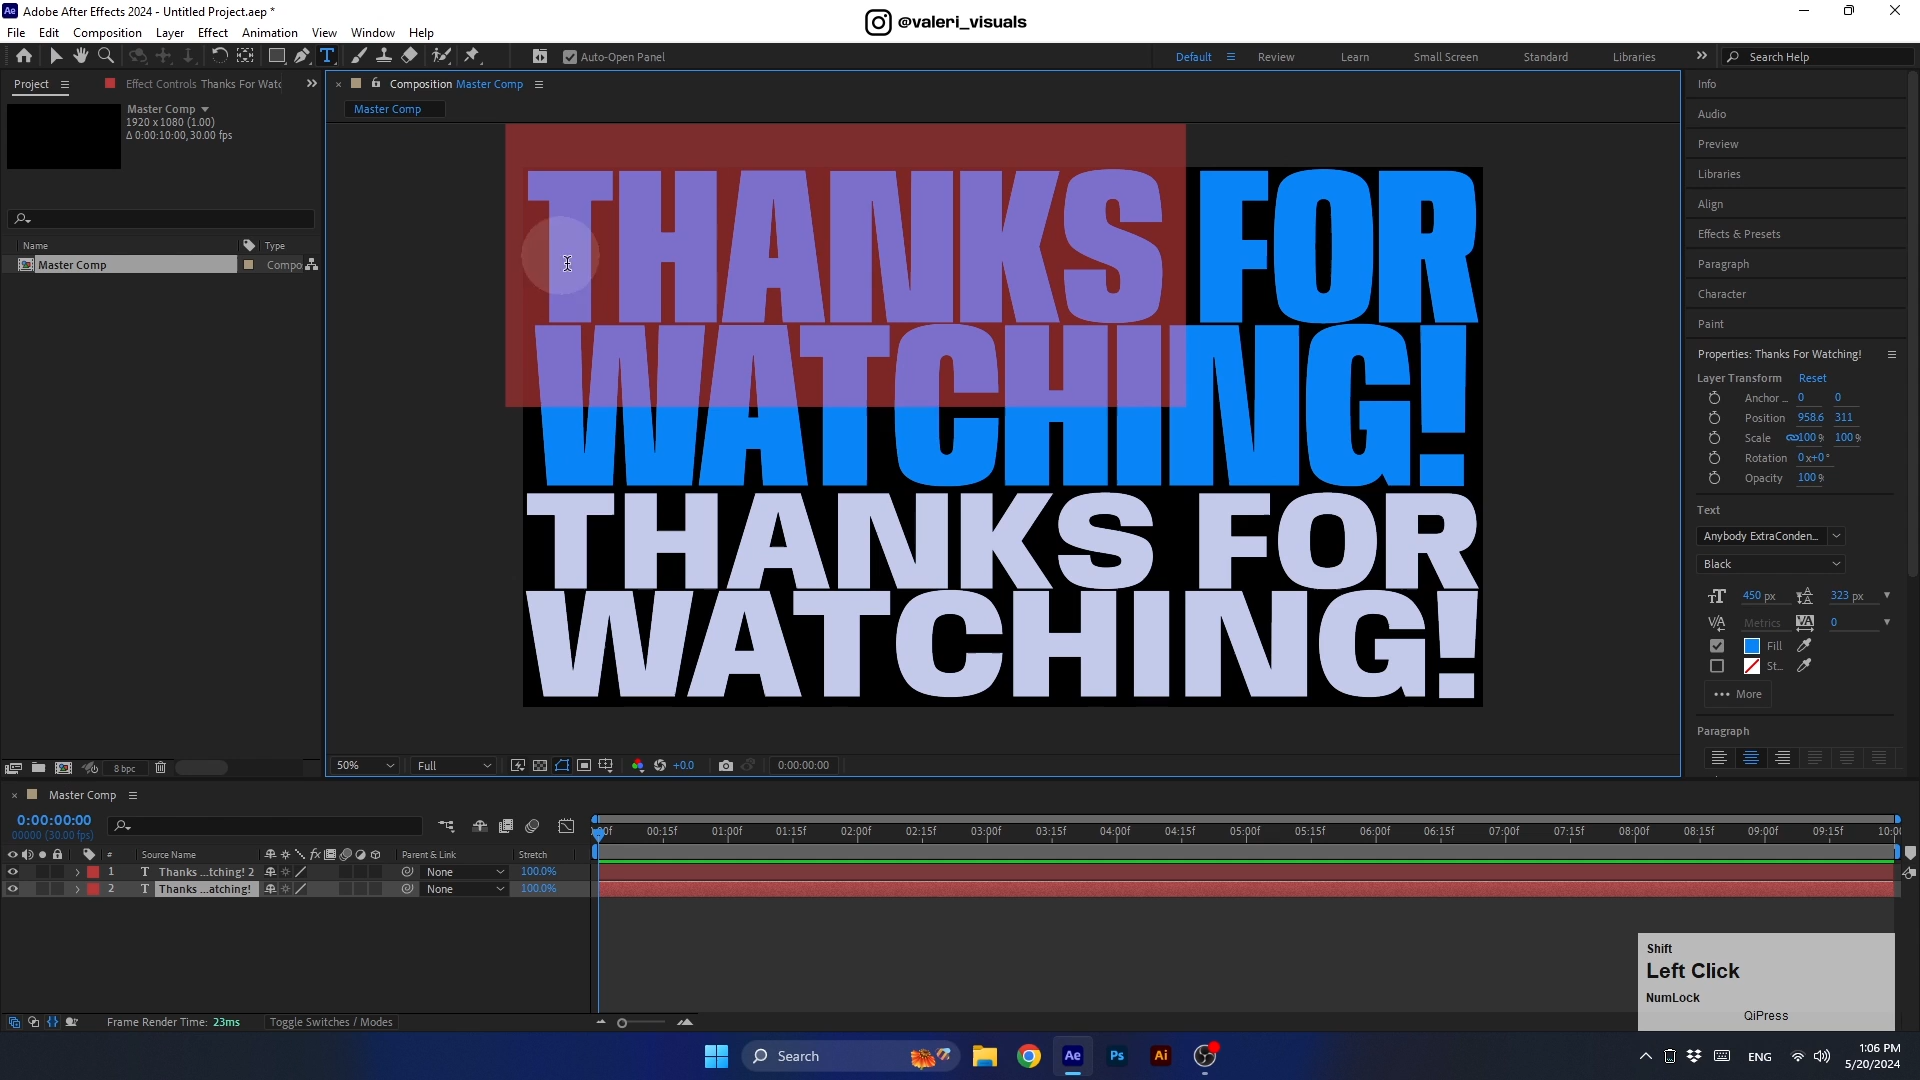 Adobe After Effects 2024 - Untitled Project.aep *
@valeri_visuals
File Edit Composition Layer Effect Animation View Window Help
Auto-Open Panel
Default Review Learn Small Screen Standard Libraries
Search Help
Project
Effect Controls Thanks For Watc
Composition Master Comp
Master Comp
Master Comp
1920 x 1080 (1.00)
Δ 0:00:10:00, 30.00 fps
Name
Type
Master Comp
Compo
THANKS FOR
WATCHING!
THANKS FOR
WATCHING!
Info
Audio
Preview
Libraries
Align
Effects & Presets
Paragraph
Character
Paint
Properties: Thanks For Watching!
Layer Transform Reset
Anchor ... 0 0
Position 958.6 311
Scale 100 % 100 %
Rotation 0x+0°
Opacity 100 %
Text
Anybody ExtraConden...
Black
450 px 323 px
Metrics 0
Fill
St...
More
Paragraph
8 bpc
50% Full +0.0 0:00:00:00
Master Comp
0:00:00:00
00000 (30.00 fps)
00:15f 01:00f 01:15f 02:00f 02:15f 03:00f 03:15f 04:00f 04:15f 05:00f 05:15f 06:00f 06:15f 07:00f 07:15f 08:00f 08:15f 09:00f 09:15f 10:0
# Source Name Parent & Link Stretch
1 T Thanks ...tching! 2 None 100.0%
2 T Thanks ...atching! None 100.0%
Frame Render Time: 23ms Toggle Switches / Modes
Shift
Left Click
NumLock
QiPress
Search
Ae
Ps
Ai
ENG
1:06 PM
5/20/2024